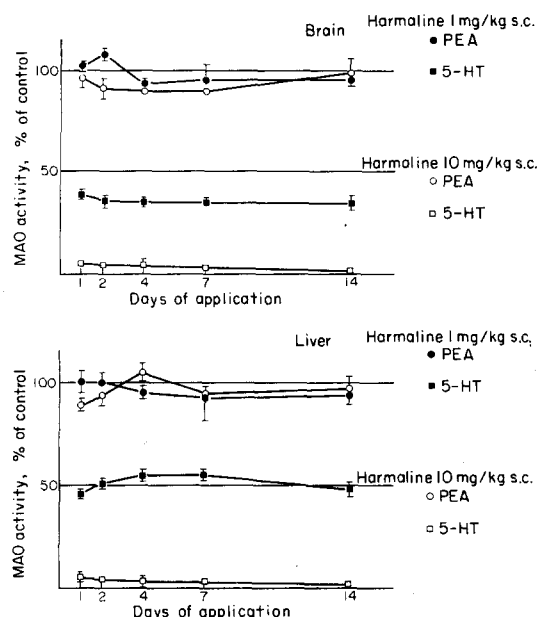 Brain
Harmaline 1 mg/kg s.c.
PEA
5-HT
Harmaline 10 mg/kg s.c.
PEA
5-HT
MAO activity, % of control
100
50
1 2 4 7 14
Days of application
Liver
Harmaline 1 mg/kg s.c.
PEA
5-HT
Harmaline 10 mg/kg s.c.
PEA
5-HT
MAO activity, % of control
100
50
1 2 4 7 14
Days of application